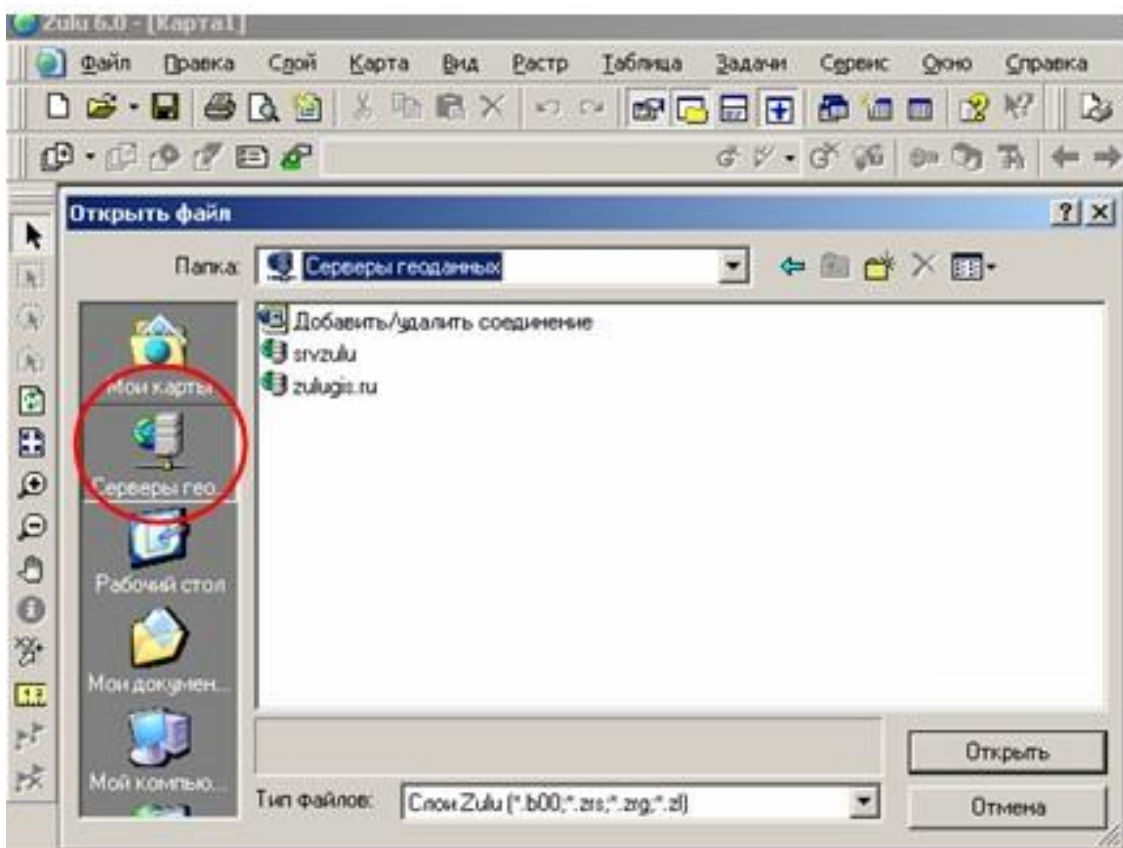 Zulu 6.0 - [Карта1]
Файл Правка Слой Карта Вид Растр Таблица Задачи Сервис Окно Справка
Открыть файл
Папка: Серверы геоданных
Мои карты
Серверы гео...
Рабочий стол
Мои докумен...
Мой компью...
Добавить/удалить соединение
srvzulu
zulugis.ru
Открыть
Тип файлов: Слои Zulu (*.b00;*.zrs;*.zrg;*.zl)
Отмена